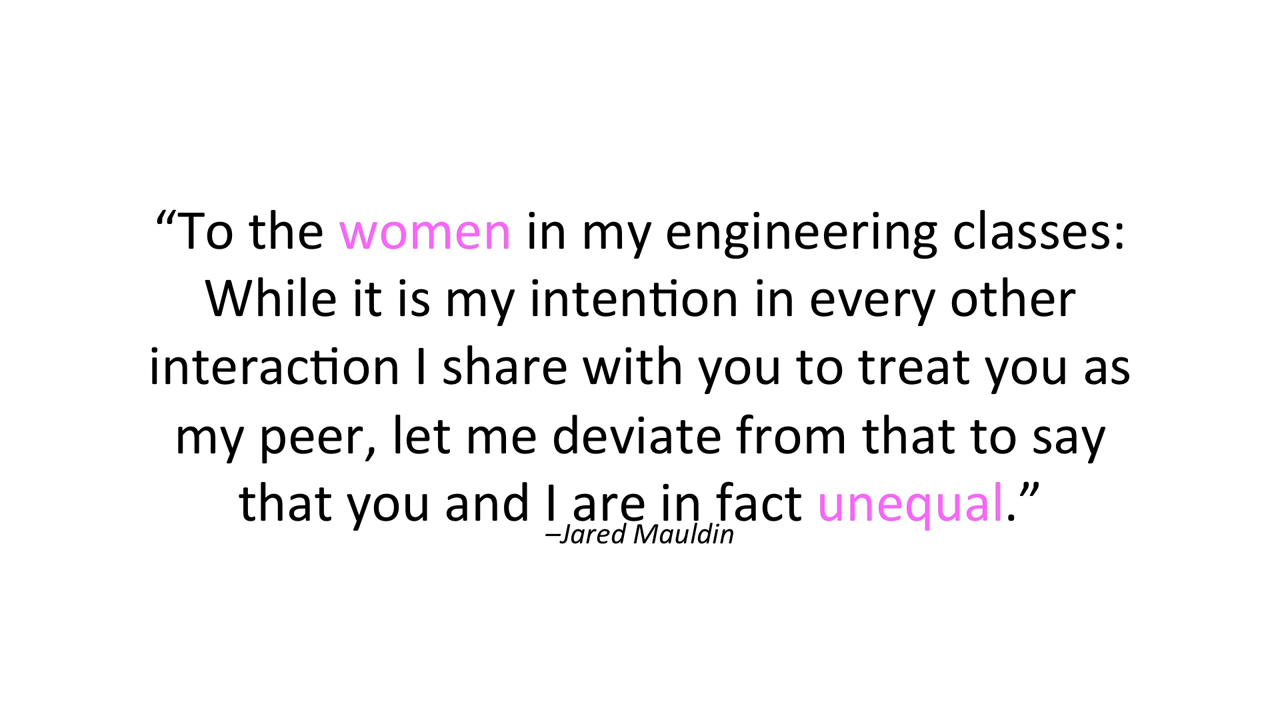 “To the women in my engineering classes:
While it is my intention in every other
interaction I share with you to treat you as
my peer, let me deviate from that to say
that you and I are in fact unequal.”
–Jared Mauldin